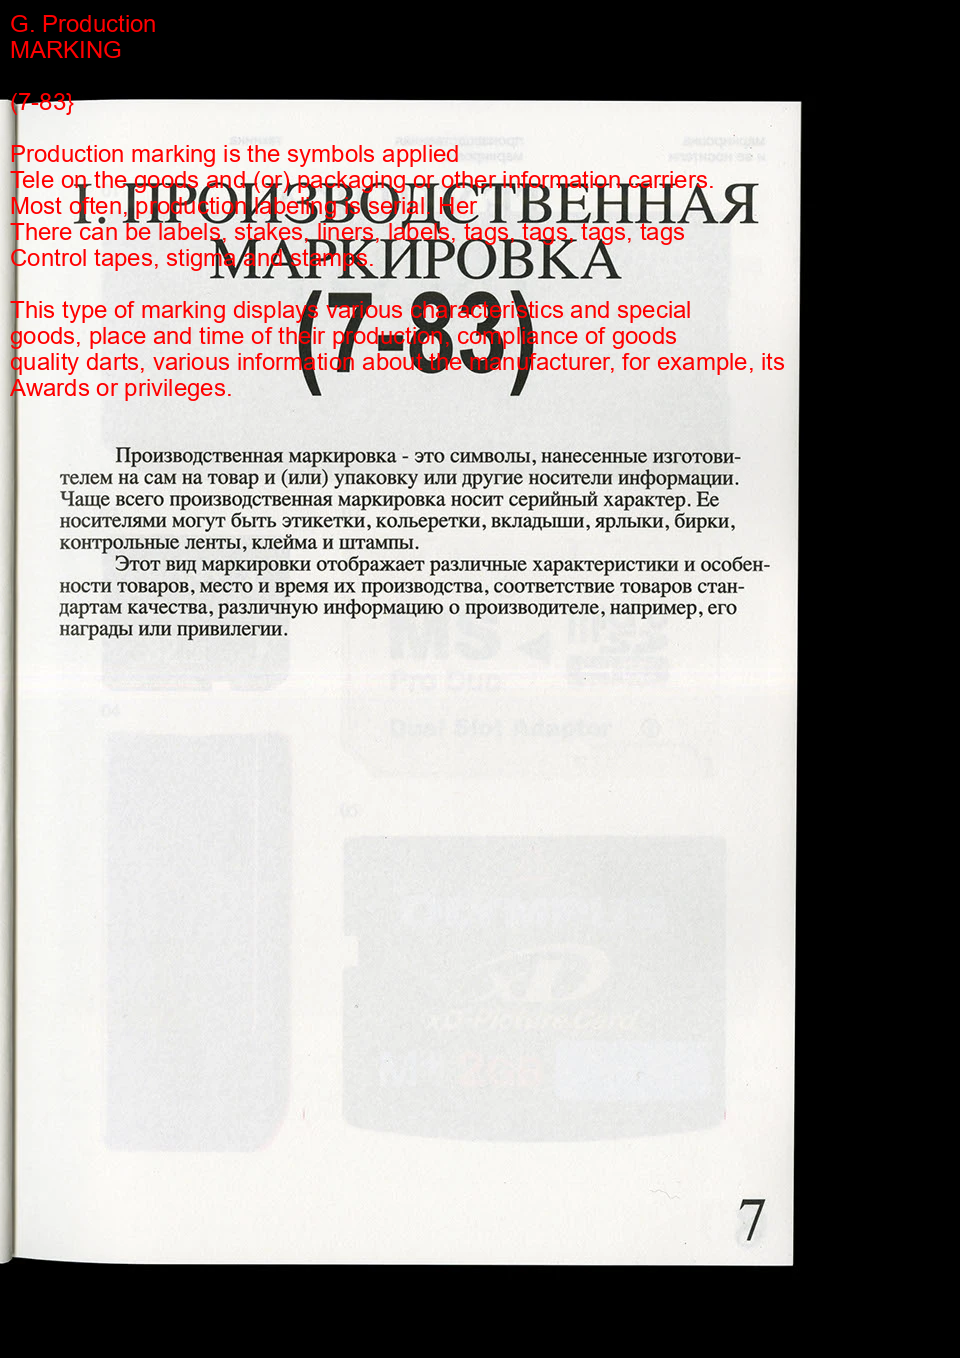 G. Production
MARKING
(7-83}
Production marking is the symbols applied
Tele on the goods and (or) packaging or other information carriers.
Most often, production labeling is serial. Her
There can be labels, stakes, liners, labels, tags, tags, tags, tags
Control tapes, stigma and stamps.
This type of marking displays various characteristics and special
goods, place and time of their production, compliance of goods
quality darts, various information about the manufacturer, for example, its
Awards or privileges.
I. ПРОИЗВОДСТВЕННАЯ
МАРКИРОВКА
(7-83)
Производственная маркировка - это символы, нанесенные изготови-
телем на сам на товар и (или) упаковку или другие носители информации.
Чаще всего производственная маркировка носит серийный характер. Ее
носителями могут быть этикетки, кольеретки, вкладыши, ярлыки, бирки,
контрольные ленты, клейма и штампы.
Этот вид маркировки отображает различные характеристики и особен-
ности товаров, место и время их производства, соответствие товаров стан-
дартам качества, различную информацию о производителе, например, его
награды или привилегии.
7